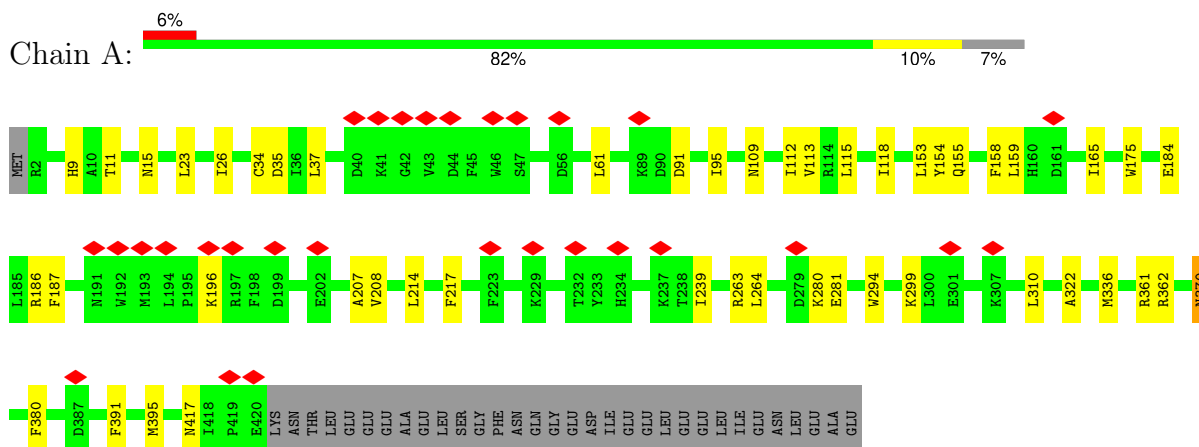 6%
Chain A:
82% 10% 7%
MET R2 H9 A10 T11 N15 L23 I26 C34 D35 I36 L37 D40 K41 G42 V43 D44 F45 W46 S47 D56 L61 K89 D90 D91 I95 N109 I112 V113 R114 L115 I118 L153 Y154 Q155 F158 L159 H160 D161 I165 W175 E184
L185 R186 F187 N191 W192 M193 L194 P195 K196 R197 F198 D199 E202 A207 V208 L214 F217 F223 K229 T232 Y233 H234 K237 T238 I239 R263 L264 D279 K280 E281 W294 K299 L300 E301 K307 L310 A322 M336 R361 R362
F380 D387 F391 M395 N417 I418 P419 E420 LYS ASN THR LEU GLU GLU GLU ALA GLU LEU SER GLY PHE ASN GLN GLY GLU ASP ILE GLU GLU LEU GLU GLU LEU ILE GLU ASN LEU GLU ALA GLU